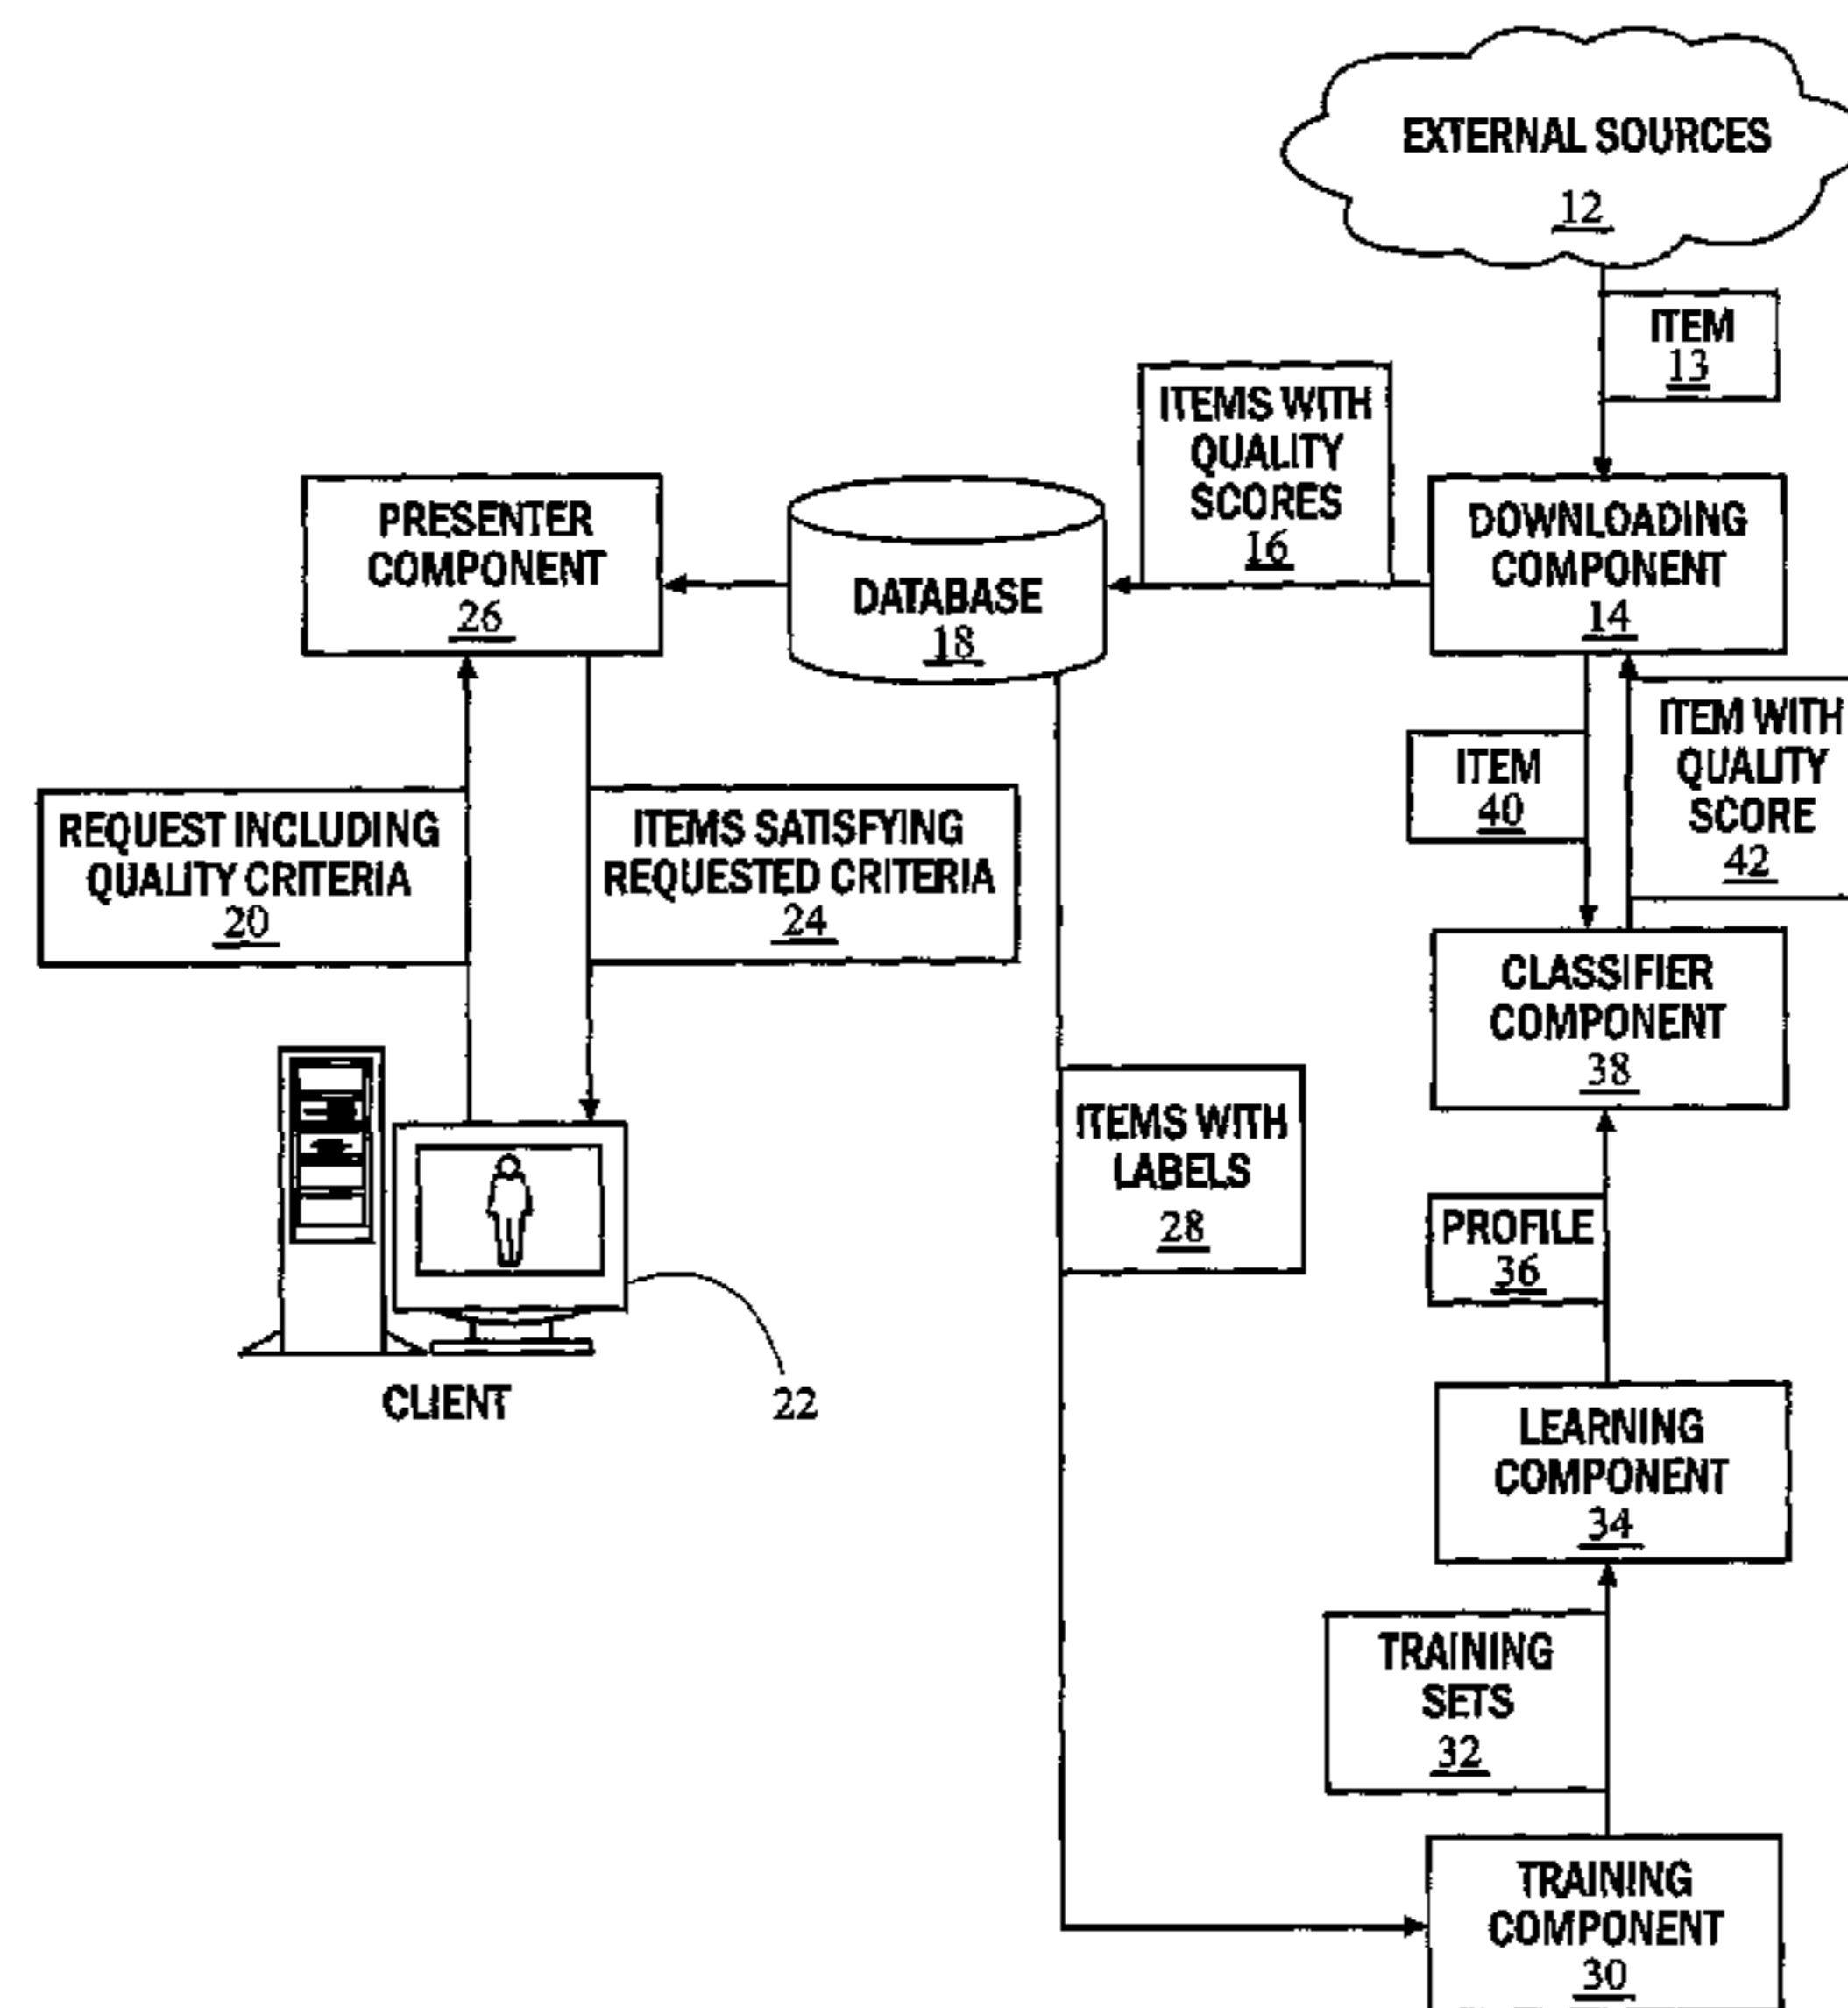 EXTERNAL SOURCES
12
ITEM
13
ITEMS WITH
QUALITY
SCORES
16
PRESENTER
COMPONENT
26
DATABASE
18
DOWNLOADING
COMPONENT
14
ITEM
40
ITEM WITH
QUALITY
SCORE
42
REQUEST INCLUDING
QUALITY CRITERIA
20
ITEMS SATISFYING
REQUESTED CRITERIA
24
CLASSIFIER
COMPONENT
38
ITEMS WITH
LABELS
28
PROFILE
36
CLIENT
22
LEARNING
COMPONENT
34
TRAINING
SETS
32
TRAINING
COMPONENT
30